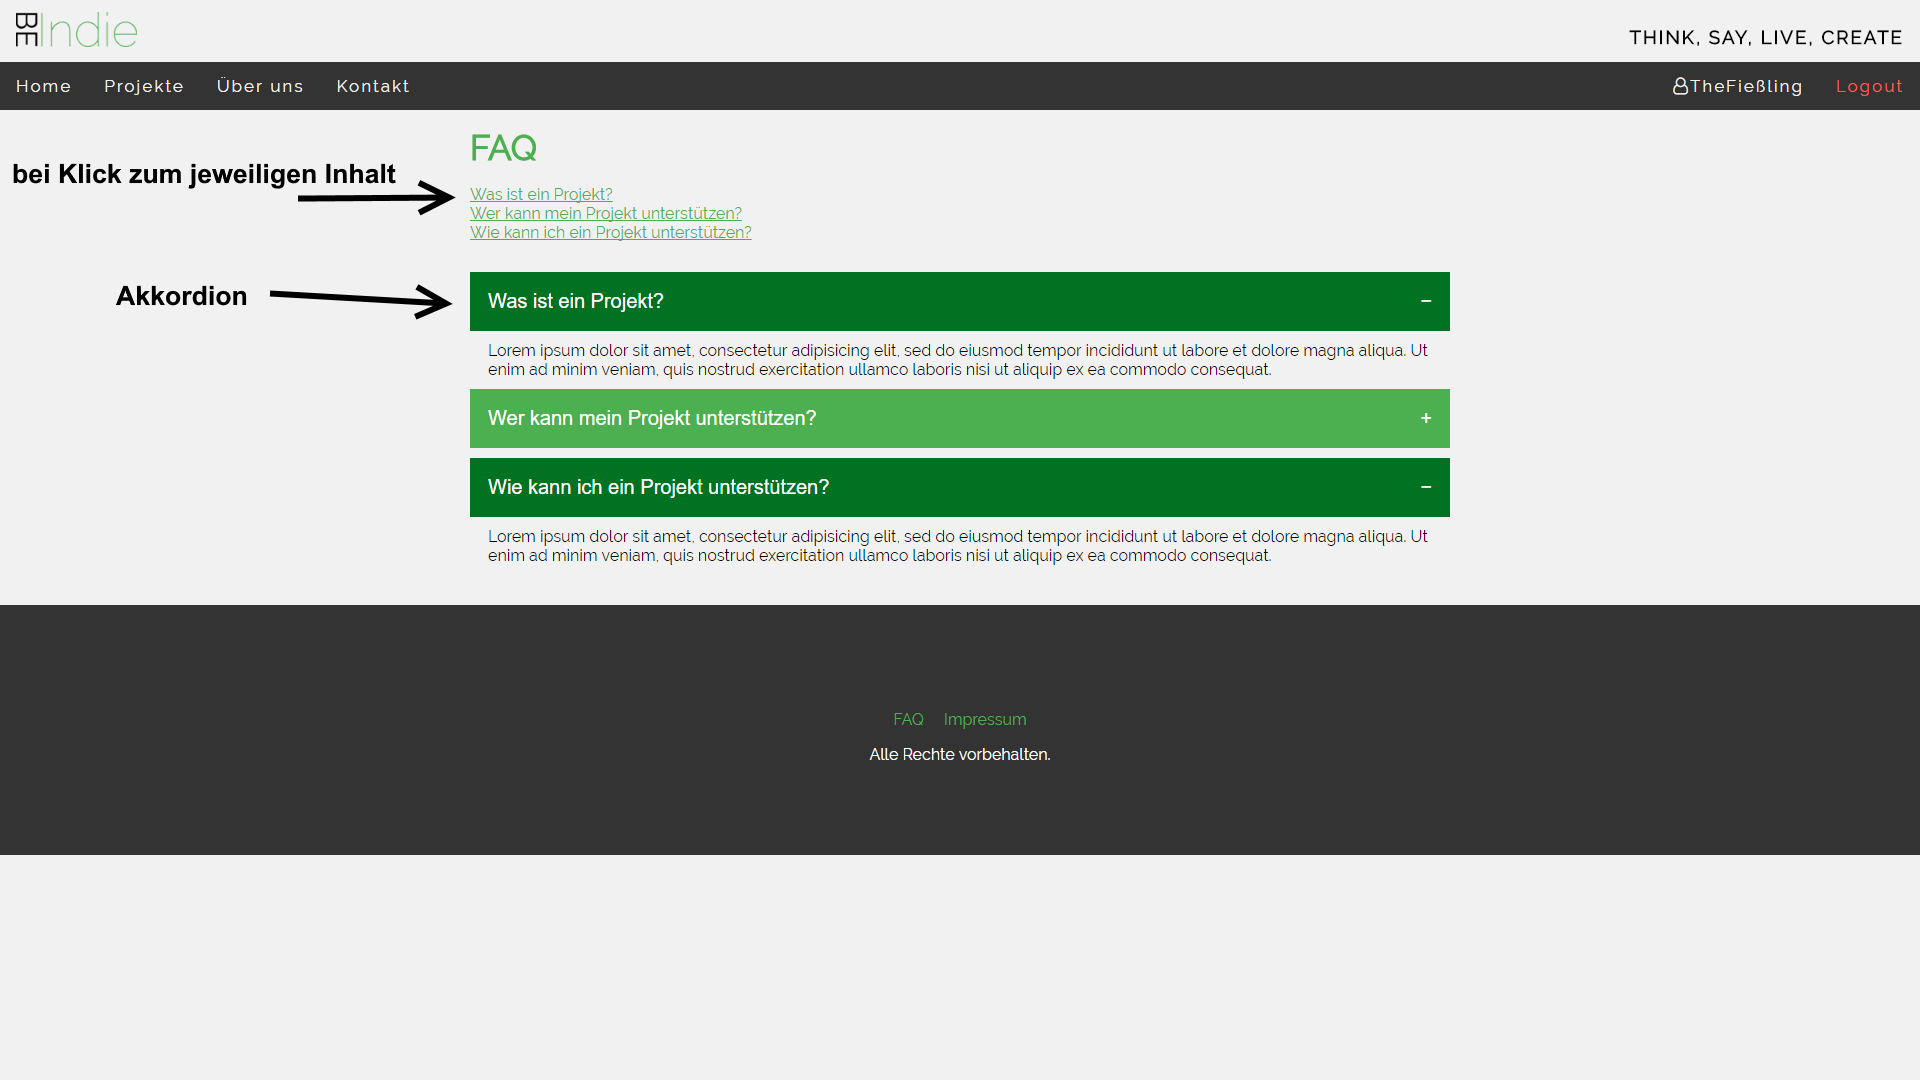 BE Indie
THINK, SAY, LIVE, CREATE
Home Projekte Über uns Kontakt TheFießling Logout
FAQ
bei Klick zum jeweiligen Inhalt
Was ist ein Projekt?
Wer kann mein Projekt unterstützen?
Wie kann ich ein Projekt unterstützen?
Akkordion
Was ist ein Projekt? −
Lorem ipsum dolor sit amet, consectetur adipisicing elit, sed do eiusmod tempor incididunt ut labore et dolore magna aliqua. Ut
enim ad minim veniam, quis nostrud exercitation ullamco laboris nisi ut aliquip ex ea commodo consequat.
Wer kann mein Projekt unterstützen? +
Wie kann ich ein Projekt unterstützen? −
Lorem ipsum dolor sit amet, consectetur adipisicing elit, sed do eiusmod tempor incididunt ut labore et dolore magna aliqua. Ut
enim ad minim veniam, quis nostrud exercitation ullamco laboris nisi ut aliquip ex ea commodo consequat.
FAQ Impressum
Alle Rechte vorbehalten.